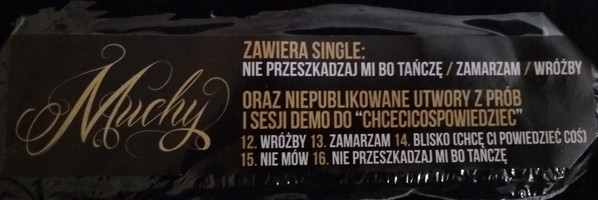 Muchy
ZAWIERA SINGLE:
NIE PRZESZKADZAJ MI BO TAŃCZĘ / ZAMARZAM / WRÓŻBY
ORAZ NIEPUBLIKOWANE UTWORY Z PRÓB
I SESJI DEMO DO "CHCECICOSPOWIEDZIEC"
12. WRÓŻBY 13. ZAMARZAM 14. BLISKO (CHCĘ CI POWIEDZIEĆ COŚ)
15. NIE MÓW 16. NIE PRZESZKADZAJ MI BO TAŃCZĘ